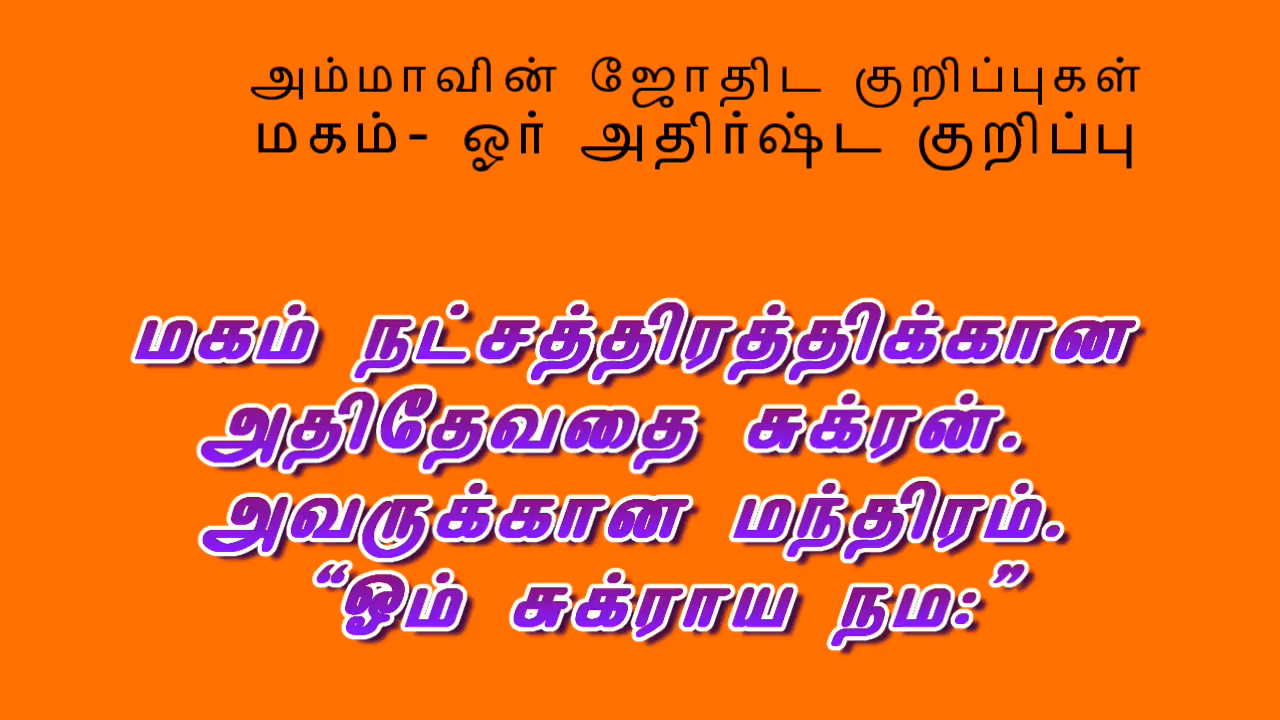 அம்மாவின் ஜோதிட குறிப்புகள்
மகம்- ஓர் அதிர்ஷ்ட குறிப்பு
மகம் நட்சத்திரத்திக்கான
அதிதேவதை சுக்ரன்.
அவருக்கான மந்திரம்.
“ஓம் சுக்ராய நம:”